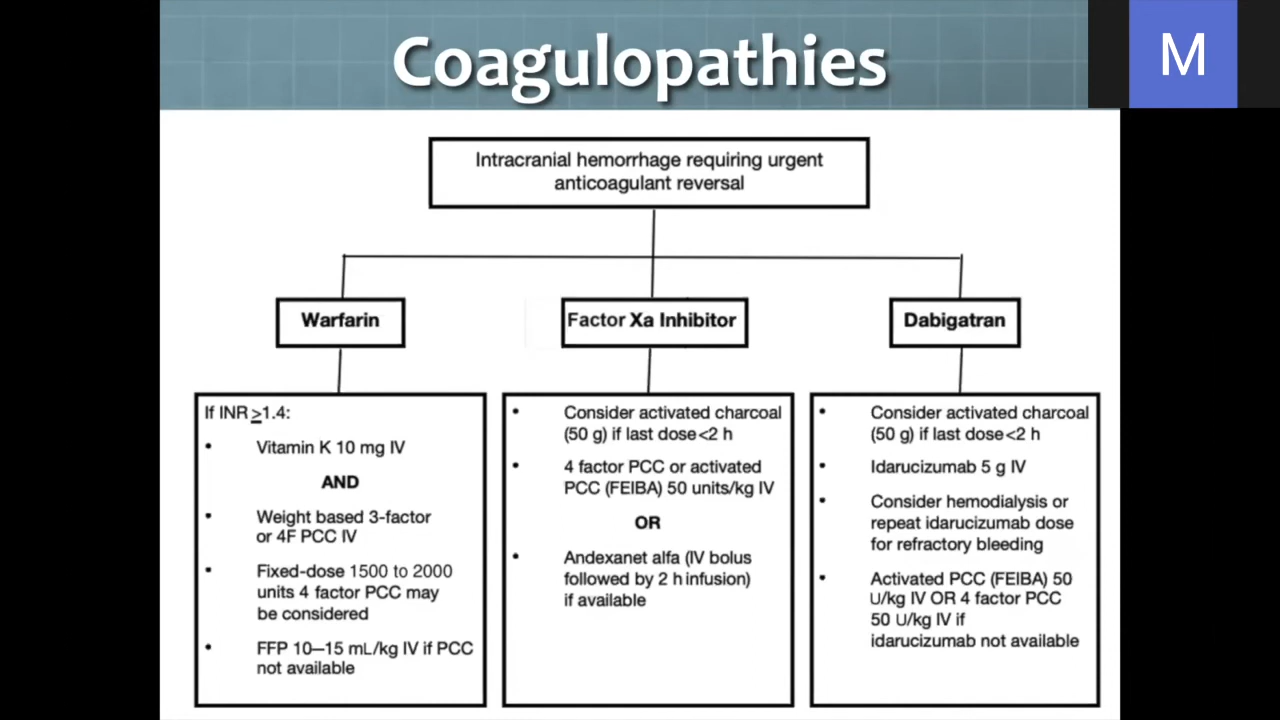 Coagulopathies
M
Intracranial hemorrhage requiring urgent
anticoagulant reversal
Warfarin
Factor Xa Inhibitor
Dabigatran
If INR ≥1.4:
• Vitamin K 10 mg IV
AND
• Weight based 3-factor
or 4F PCC IV
• Fixed-dose 1500 to 2000
units 4 factor PCC may
be considered
• FFP 10–15 mL/kg IV if PCC
not available
• Consider activated charcoal
(50 g) if last dose<2 h
• 4 factor PCC or activated
PCC (FEIBA) 50 units/kg IV
OR
• Andexanet alfa (IV bolus
followed by 2 h infusion)
if available
• Consider activated charcoal
(50 g) if last dose<2 h
• Idarucizumab 5 g IV
• Consider hemodialysis or
repeat idarucizumab dose
for refractory bleeding
• Activated PCC (FEIBA) 50
U/kg IV OR 4 factor PCC
50 U/kg IV if
idarucizumab not available